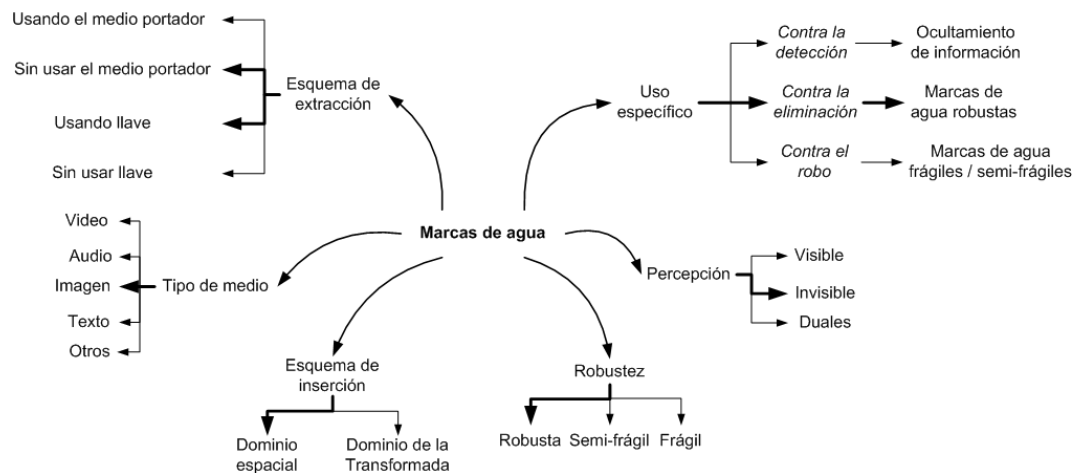 Usando el medio portador
Sin usar el medio portador
Usando llave
Sin usar llave
Esquema de
extracción
Uso
específico
Contra la
detección
Ocultamiento
de información
Contra la
eliminación
Marcas de
agua robustas
Contra el
robo
Marcas de agua
frágiles / semi-frágiles
Marcas de agua
Video
Audio
Imagen
Texto
Otros
Tipo de medio
Percepción
Visible
Invisible
Duales
Esquema de
inserción
Dominio
espacial
Dominio de la
Transformada
Robustez
Robusta
Semi-frágil
Frágil